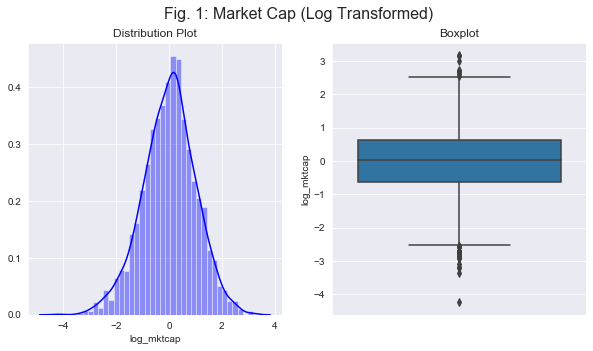 Fig. 1: Market Cap (Log Transformed)
Distribution Plot
0.4
0.3
0.2
0.1
0.0
−4 −2 0 2 4
log_mktcap
Boxplot
3
2
1
0
−1
−2
−3
−4
log_mktcap